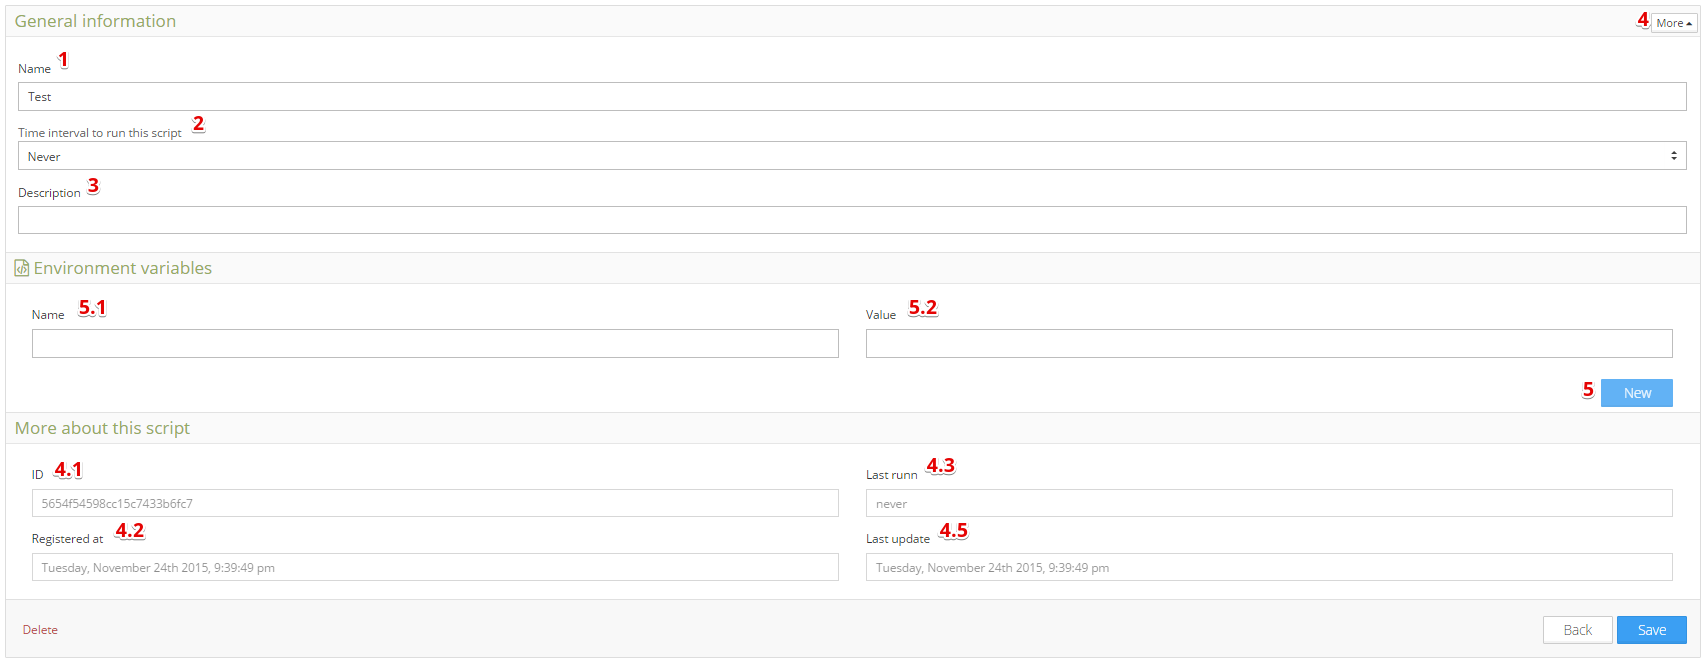 General information
4 More
Name 1
Test
Time interval to run this script 2
Never
Description 3
Environment variables
Name 5.1
Value 5.2
5 New
More about this script
ID 4.1
Last runn 4.3
5654f54598cc15c7433b6fc7
never
Registered at 4.2
Last update 4.5
Tuesday, November 24th 2015, 9:39:49 pm
Tuesday, November 24th 2015, 9:39:49 pm
Delete
Back
Save